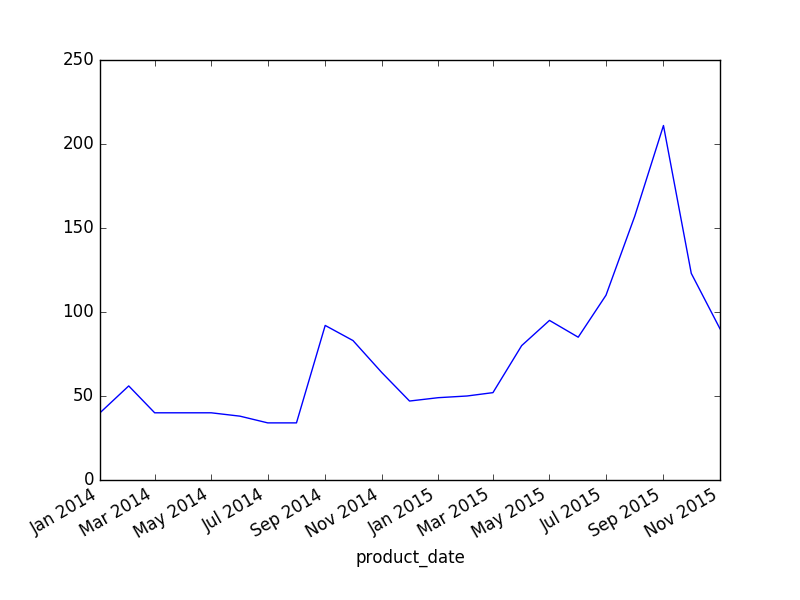 250
200
150
100
50
0
Jan 2014
Mar 2014
May 2014
Jul 2014
Sep 2014
Nov 2014
Jan 2015
Mar 2015
May 2015
Jul 2015
Sep 2015
Nov 2015
product_date